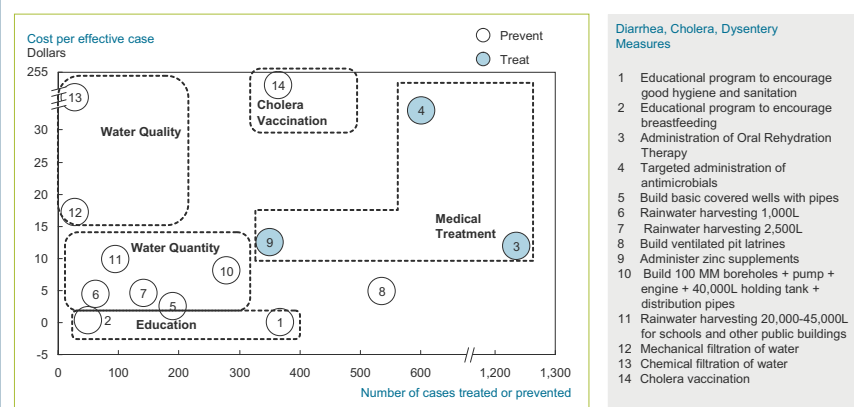 Cost per effective case
Dollars
Prevent
Treat
255
30
25
20
15
10
5
0
-5
0
100
200
300
400
500
600
1,200
1,300
Number of cases treated or prevented
13
Water Quality
12
14
Cholera
Vaccination
4
Medical
Treatment
9
3
Water Quantity
11
10
6
7
5
8
2
Education
1
Diarrhea, Cholera, Dysentery
Measures
1 Educational program to encourage
good hygiene and sanitation
2 Educational program to encourage
breastfeeding
3 Administration of Oral Rehydration
Therapy
4 Targeted administration of
antimicrobials
5 Build basic covered wells with pipes
6 Rainwater harvesting 1,000L
7 Rainwater harvesting 2,500L
8 Build ventilated pit latrines
9 Administer zinc supplements
10 Build 100 MM boreholes + pump +
engine + 40,000L holding tank +
distribution pipes
11 Rainwater harvesting 20,000-45,000L
for schools and other public buildings
12 Mechanical filtration of water
13 Chemical filtration of water
14 Cholera vaccination